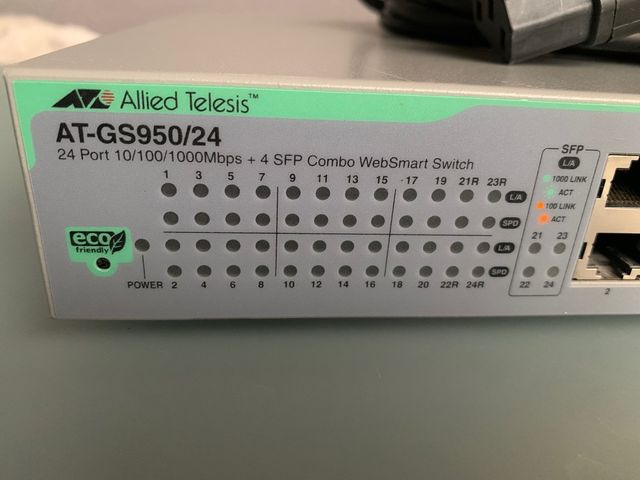 Allied Telesis™
AT-GS950/24
24 Port 10/100/1000Mbps + 4 SFP Combo WebSmart Switch
SFP
L/A
1000 LINK
ACT
100 LINK
ACT
1 3 5 7 9 11 13 15 17 19 21R 23R
L/A
SPD
L/A
SPD
21 23
22 24
eco
friendly
POWER
2 4 6 8 10 12 14 16 18 20 22R 24R
2